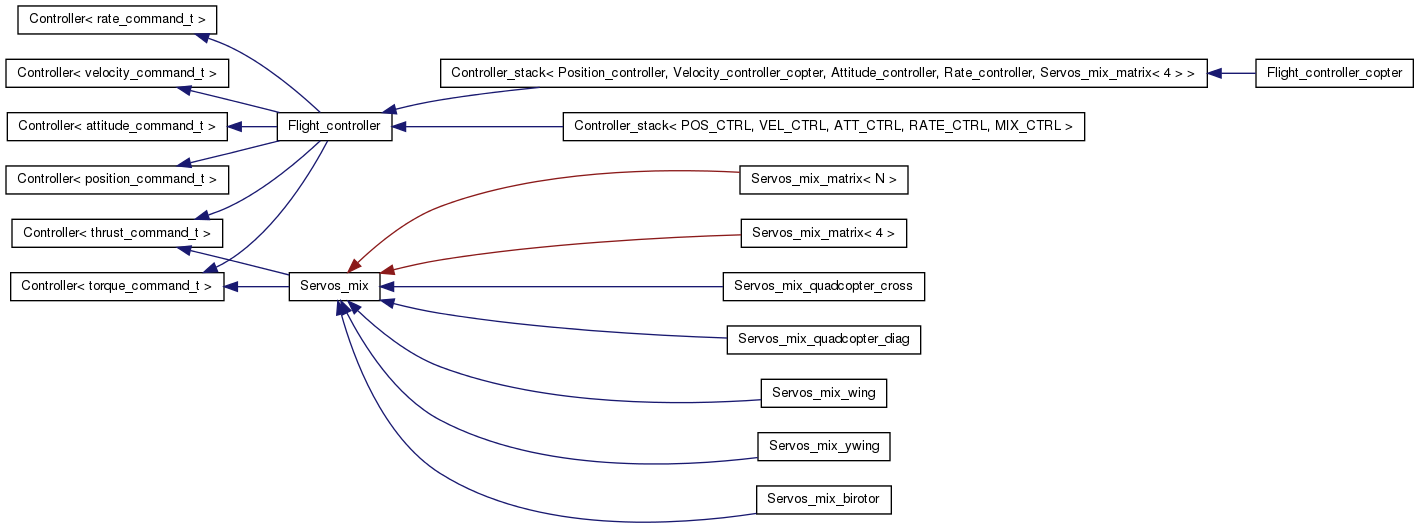 Controller< rate_command_t >
Controller< velocity_command_t >
Controller_stack< Position_controller, Velocity_controller_copter, Attitude_controller, Rate_controller, Servos_mix_matrix< 4 > >
Flight_controller_copter
Controller< attitude_command_t >
Flight_controller
Controller_stack< POS_CTRL, VEL_CTRL, ATT_CTRL, RATE_CTRL, MIX_CTRL >
Controller< position_command_t >
Servos_mix_matrix< N >
Controller< thrust_command_t >
Servos_mix_matrix< 4 >
Controller< torque_command_t >
Servos_mix
Servos_mix_quadcopter_cross
Servos_mix_quadcopter_diag
Servos_mix_wing
Servos_mix_ywing
Servos_mix_birotor